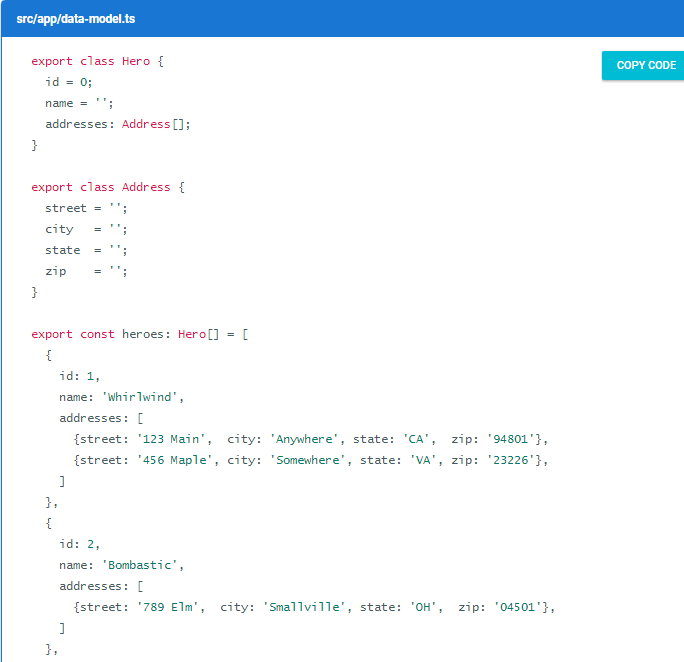 src/app/data-model.ts
COPY CODE
export class Hero {
  id = 0;
  name = '';
  addresses: Address[];
}

export class Address {
  street = '';
  city   = '';
  state  = '';
  zip    = '';
}

export const heroes: Hero[] = [
  {
    id: 1,
    name: 'Whirlwind',
    addresses: [
      {street: '123 Main',  city: 'Anywhere', state: 'CA',  zip: '94801'},
      {street: '456 Maple', city: 'Somewhere', state: 'VA', zip: '23226'},
    ]
  },
  {
    id: 2,
    name: 'Bombastic',
    addresses: [
      {street: '789 Elm',  city: 'Smallville', state: 'OH',  zip: '04501'},
    ]
  },